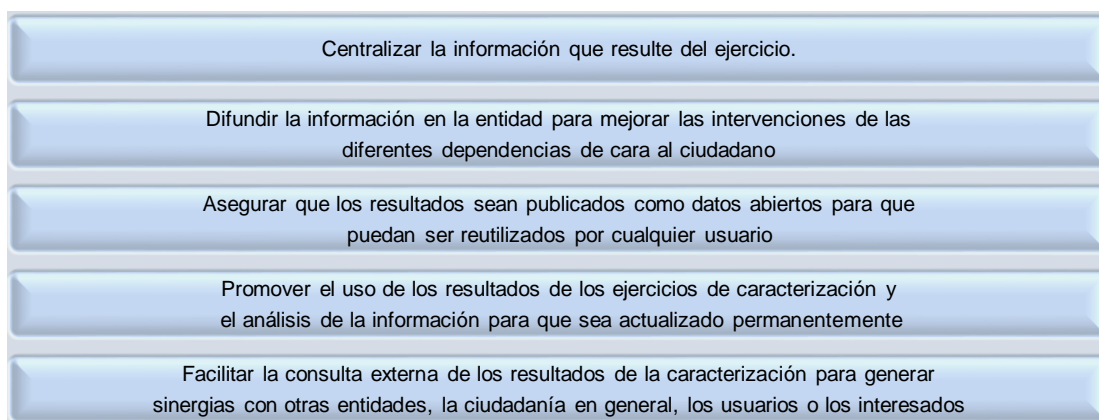 Centralizar la información que resulte del ejercicio.
Difundir la información en la entidad para mejorar las intervenciones de las
diferentes dependencias de cara al ciudadano
Asegurar que los resultados sean publicados como datos abiertos para que
puedan ser reutilizados por cualquier usuario
Promover el uso de los resultados de los ejercicios de caracterización y
el análisis de la información para que sea actualizado permanentemente
Facilitar la consulta externa de los resultados de la caracterización para generar
sinergias con otras entidades, la ciudadanía en general, los usuarios o los interesados